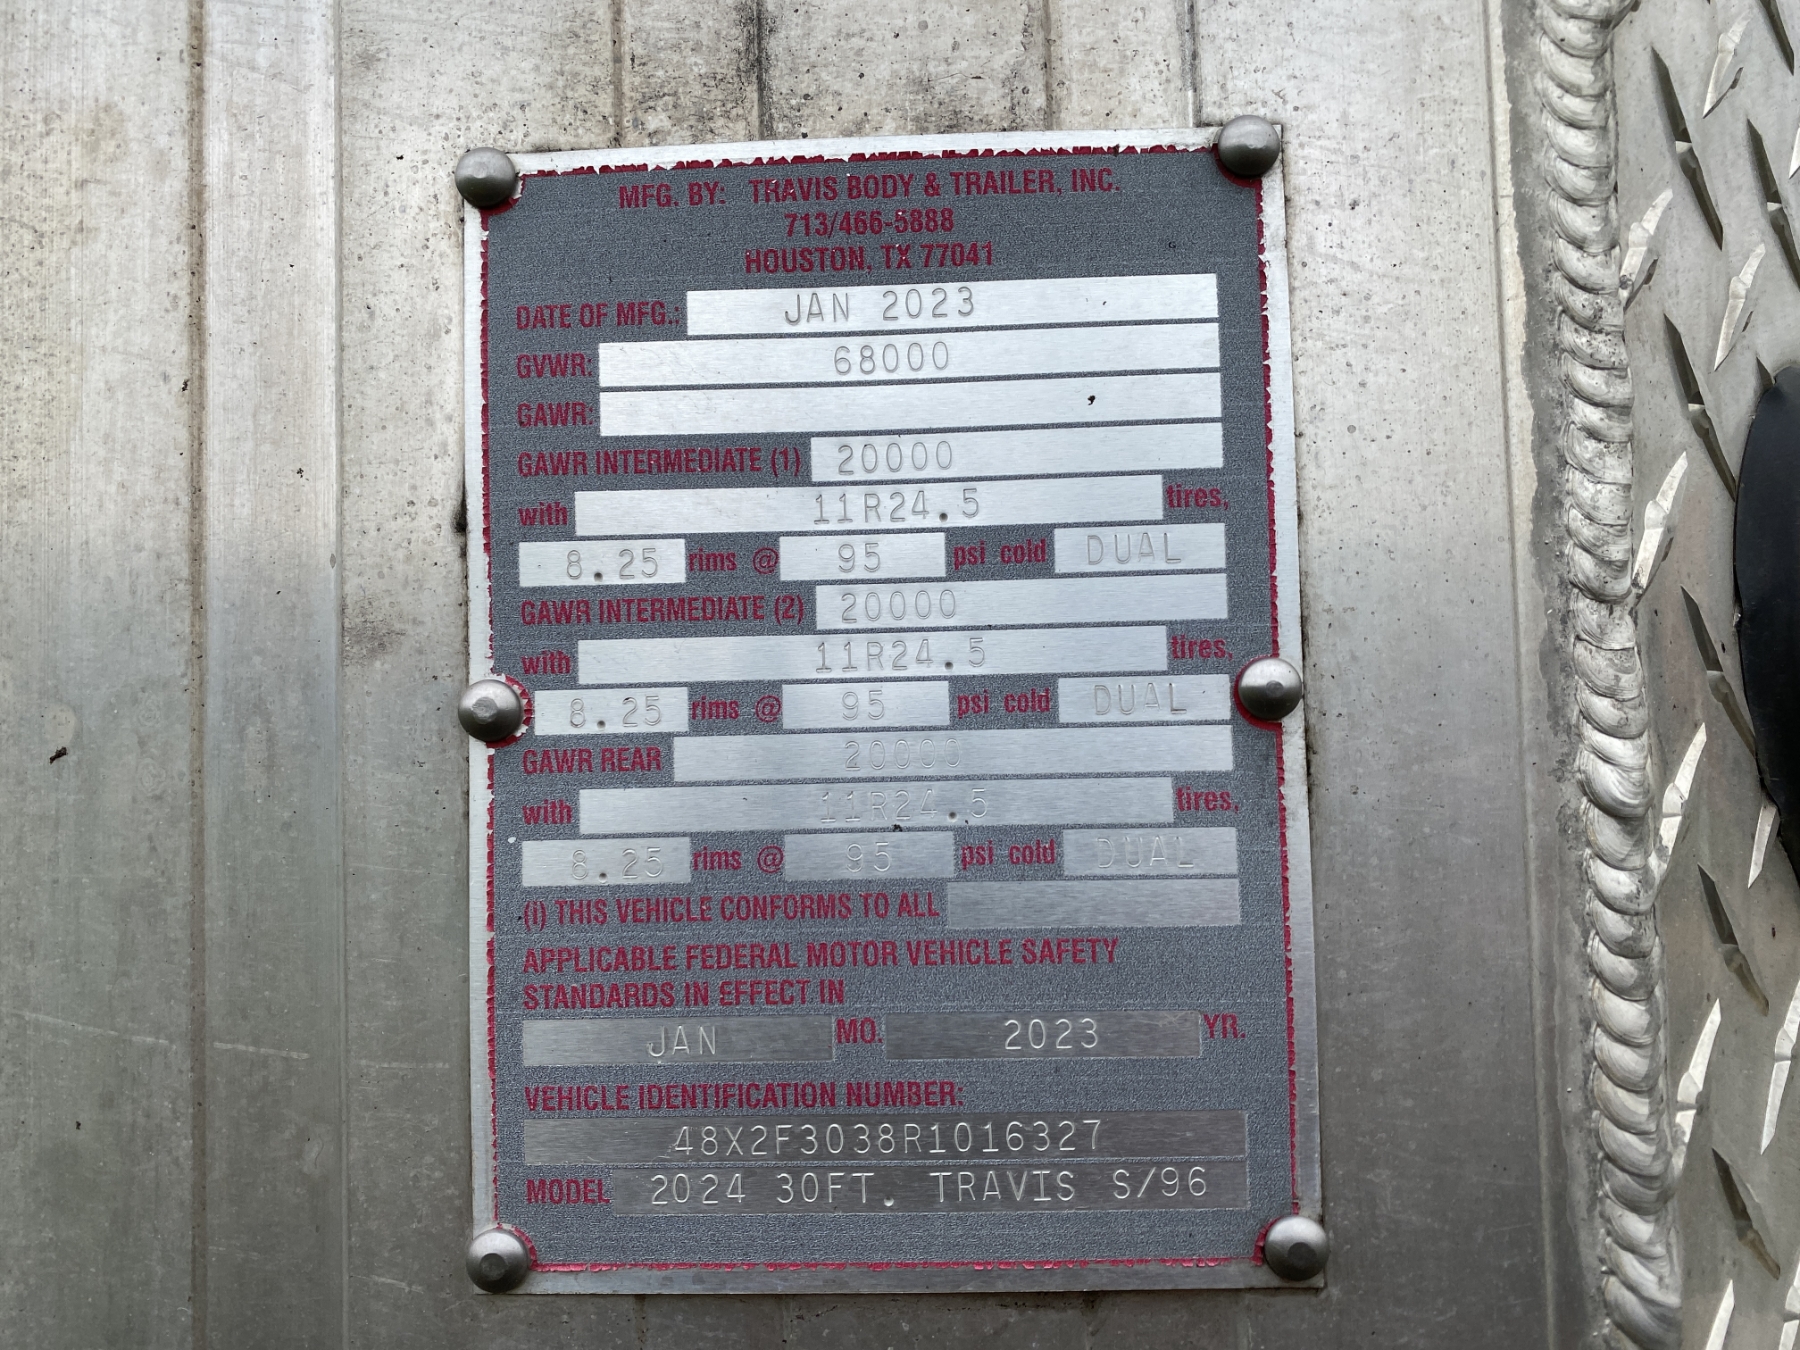 MFG. BY: TRAVIS BODY & TRAILER, INC.
713/466-5888
HOUSTON, TX 77041
DATE OF MFG.: JAN 2023
GVWR: 68000
GAWR:
GAWR INTERMEDIATE (1) 20000
with 11R24.5 tires,
8.25 rims @ 95 psi cold DUAL
GAWR INTERMEDIATE (2) 20000
with 11R24.5 tires,
8.25 rims @ 95 psi cold DUAL
GAWR REAR 20000
with 11R24.5 tires,
8.25 rims @ 95 psi cold DUAL
(i) THIS VEHICLE CONFORMS TO ALL
APPLICABLE FEDERAL MOTOR VEHICLE SAFETY
STANDARDS IN EFFECT IN
JAN MO. 2023 YR.
VEHICLE IDENTIFICATION NUMBER:
48X2F3038R1016327
MODEL 2024 30FT. TRAVIS S/96